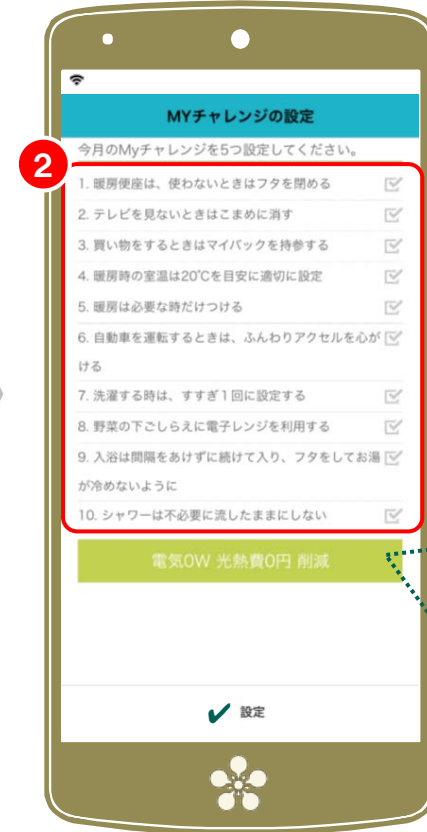 MYチャレンジの設定
今月のMyチャレンジを5つ設定してください。
2
1. 暖房便座は、使わないときはフタを閉める
2. テレビを見ないときはこまめに消す
3. 買い物をするときはマイバックを持参する
4. 暖房時の室温は20℃を目安に適切に設定
5. 暖房は必要な時だけつける
6. 自動車を運転するときは、ふんわりアクセルを心が
ける
7. 洗濯する時は、すすぎ1回に設定する
8. 野菜の下ごしらえに電子レンジを利用する
9. 入浴は間隔をあけずに続けて入り、フタをしてお湯
が冷めないように
10. シャワーは不必要に流したままにしない
電気0W 光熱費0円 削減
設定